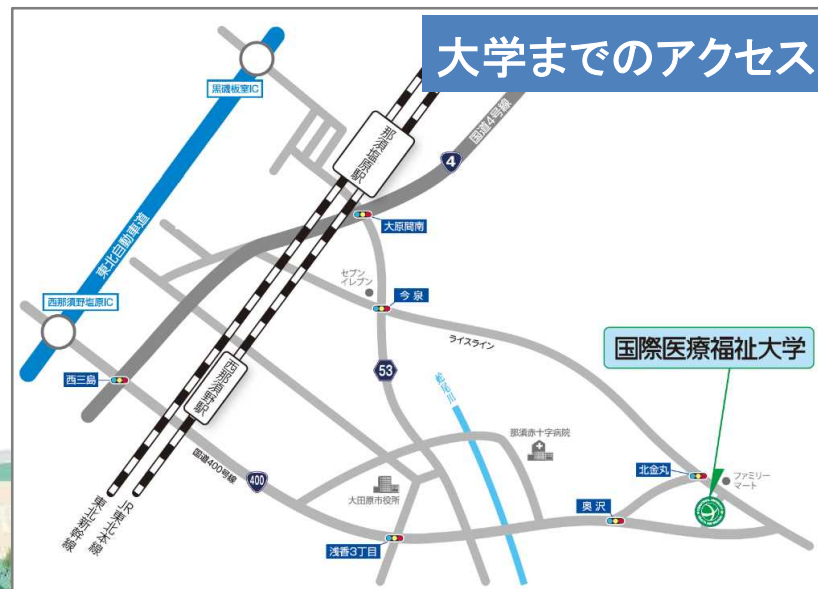 大学までのアクセス
黒磯板室IC
那須塩原駅
国道4号線
4
大原間南
東北自動車道
セブン
イレブン
今泉
西那須野塩原IC
ライスライン
国際医療福祉大学
西三島
西那須野駅
53
蛇尾川
那須赤十字病院
国道400号線
400
大田原市役所
北金丸
ファミリー
マート
奥沢
浅香3丁目
JR東北本線
東北新幹線